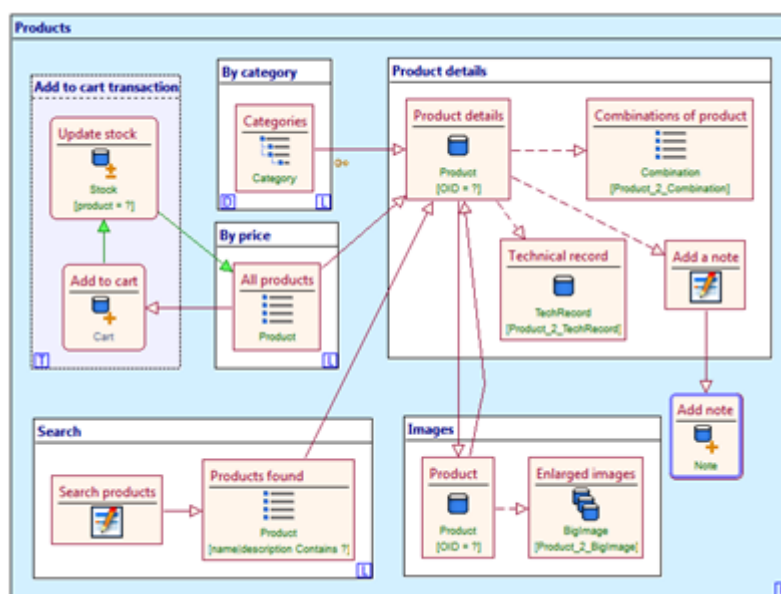 Products
Add to cart transaction
Update stock
Stock
[product = ?]
Add to cart
Cart
T
By category
Categories
Category
D
L
By price
All products
Product
L
Product details
Product details
Product
[OID = ?]
Combinations of product
Combination
[Product_2_Combination]
Technical record
TechRecord
[Product_2_TechRecord]
Add a note
Add note
Note
Search
Search products
Products found
Product
[name|description Contains ?]
L
Images
Product
Product
[OID = ?]
Enlarged images
BigImage
[Product_2_BigImage]